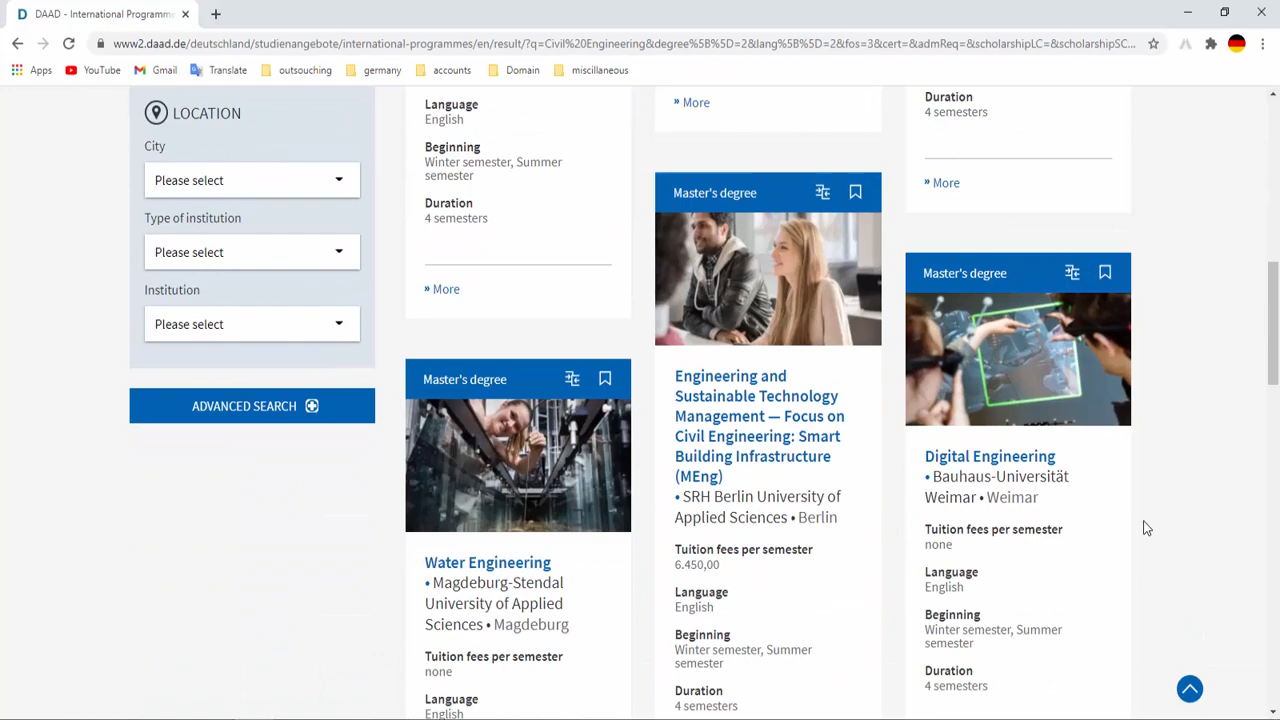 DAAD - International Programme
www2.daad.de/deutschland/studienangebote/international-programmes/en/result/?q=Civil%20Engineering&degree%5B%5D=2&lang%5B%5D=2&fos=3&cert=&admReq=&scholarshipLC=&scholarshipSC...
Apps YouTube Gmail Translate outsouching germany accounts Domain miscillaneous
LOCATION
City
Please select
Type of institution
Please select
Institution
Please select
ADVANCED SEARCH
Language
English
Beginning
Winter semester, Summer
semester
Duration
4 semesters
» More
Master's degree
Water Engineering
• Magdeburg-Stendal
University of Applied
Sciences • Magdeburg
Tuition fees per semester
none
Language
English
» More
Master's degree
Engineering and
Sustainable Technology
Management — Focus on
Civil Engineering: Smart
Building Infrastructure
(MEng)
• SRH Berlin University of
Applied Sciences • Berlin
Tuition fees per semester
6.450,00
Language
English
Beginning
Winter semester, Summer
semester
Duration
4 semesters
Duration
4 semesters
» More
Master's degree
Digital Engineering
• Bauhaus-Universität
Weimar • Weimar
Tuition fees per semester
none
Language
English
Beginning
Winter semester, Summer
semester
Duration
4 semesters